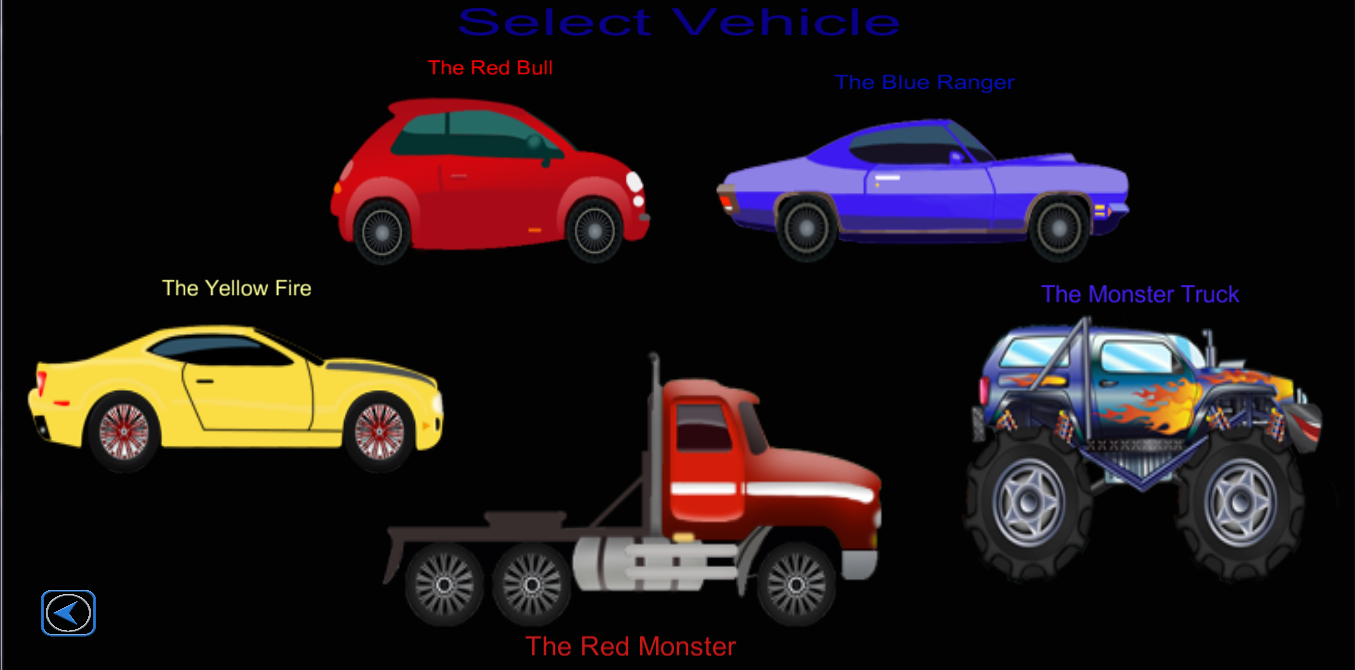 Select Vehicle
The Red Bull
The Blue Ranger
The Yellow Fire
The Monster Truck
The Red Monster